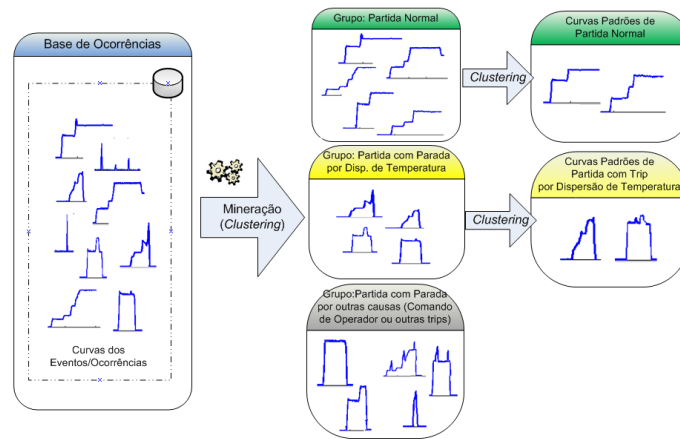 Base de Ocorrências
Curvas dos
Eventos/Ocorrências
Mineração
(Clustering)
Grupo: Partida Normal
Clustering
Curvas Padrões de
Partida Normal
Grupo: Partida com Parada
por Disp. de Temperatura
Clustering
Curvas Padrões de
Partida com Trip
por Dispersão de Temperatura
Grupo:Partida com Parada
por outras causas (Comando
de Operador ou outras trips)